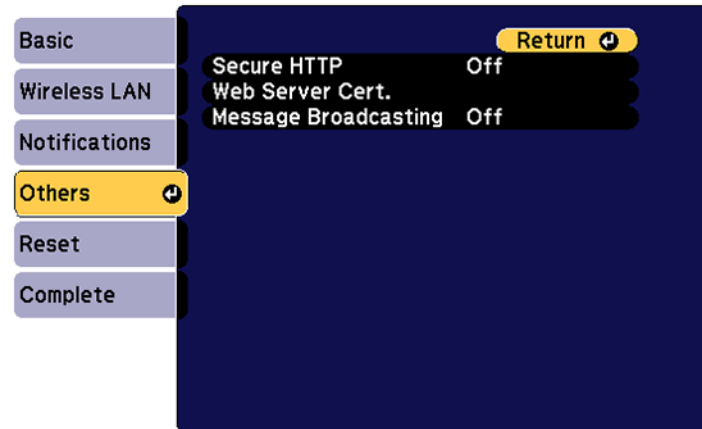 Basic
Wireless LAN
Notifications
Others
Reset
Complete
Return
Secure HTTP Off
Web Server Cert.
Message Broadcasting Off